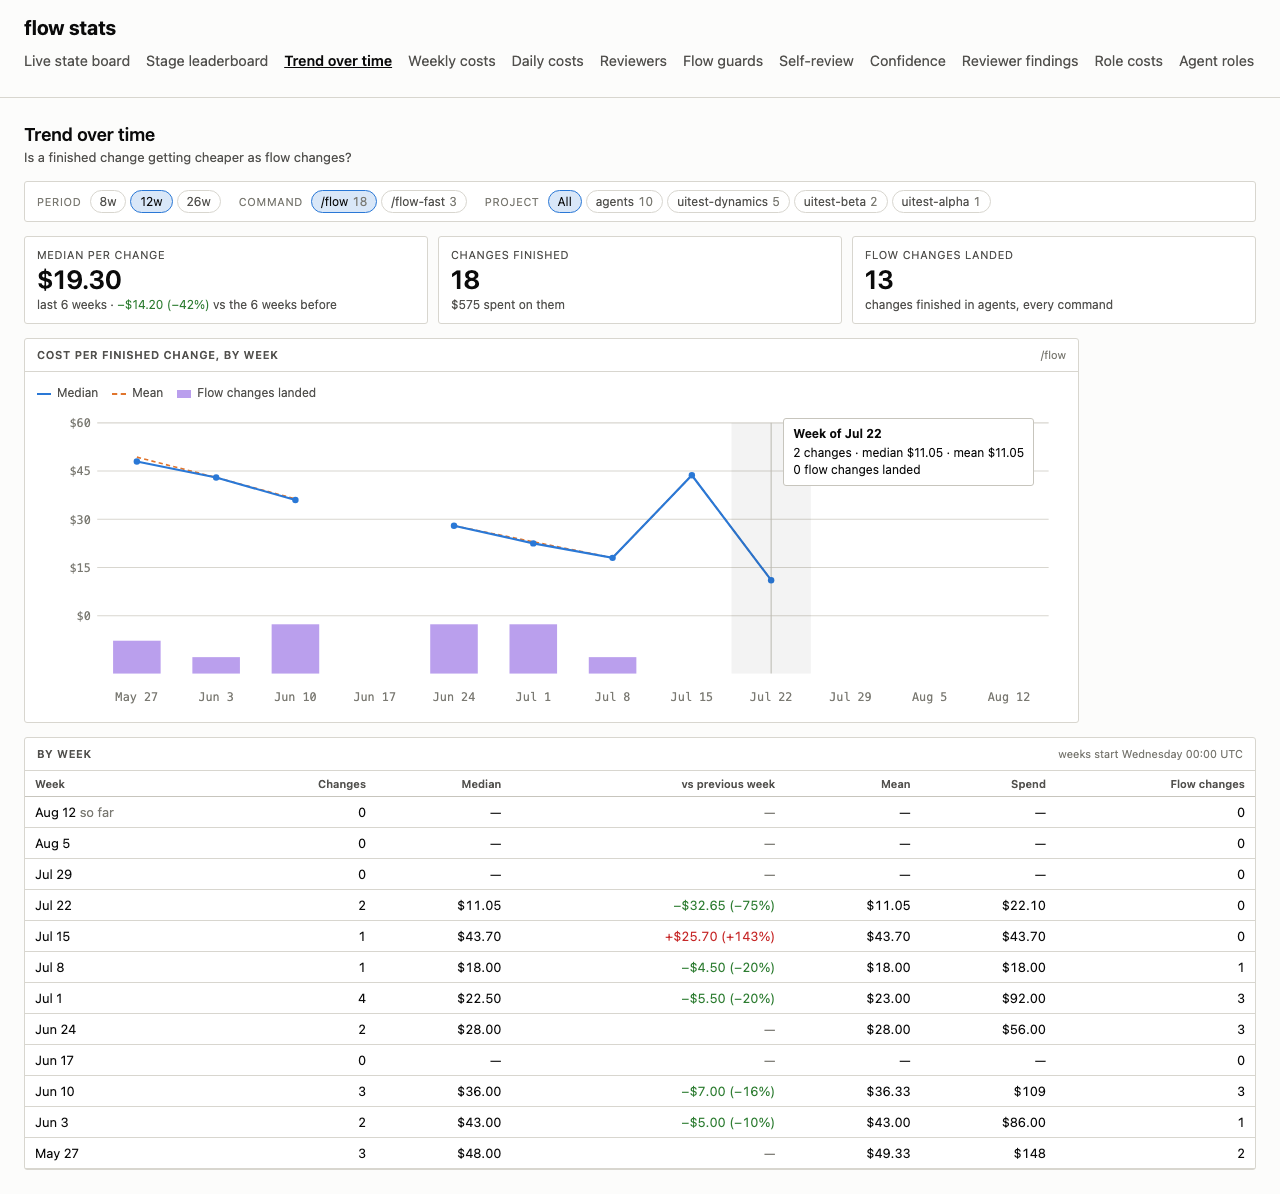 flow stats
Live state board Stage leaderboard Trend over time Weekly costs Daily costs Reviewers Flow guards Self-review Confidence Reviewer findings Role costs Agent roles
Trend over time
Is a finished change getting cheaper as flow changes?
PERIOD 8w 12w 26w COMMAND /flow 18 /flow-fast 3 PROJECT All agents 10 uitest-dynamics 5 uitest-beta 2 uitest-alpha 1
MEDIAN PER CHANGE
$19.30
last 6 weeks · −$14.20 (−42%) vs the 6 weeks before
CHANGES FINISHED
18
$575 spent on them
FLOW CHANGES LANDED
13
changes finished in agents, every command
COST PER FINISHED CHANGE, BY WEEK /flow
Median Mean Flow changes landed
$60
$45
$30
$15
$0
Week of Jul 22
2 changes · median $11.05 · mean $11.05
0 flow changes landed
May 27 Jun 3 Jun 10 Jun 17 Jun 24 Jul 1 Jul 8 Jul 15 Jul 22 Jul 29 Aug 5 Aug 12
BY WEEK weeks start Wednesday 00:00 UTC
Week Changes Median vs previous week Mean Spend Flow changes
Aug 12 so far 0 — — — — 0
Aug 5 0 — — — — 0
Jul 29 0 — — — — 0
Jul 22 2 $11.05 −$32.65 (−75%) $11.05 $22.10 0
Jul 15 1 $43.70 +$25.70 (+143%) $43.70 $43.70 0
Jul 8 1 $18.00 −$4.50 (−20%) $18.00 $18.00 1
Jul 1 4 $22.50 −$5.50 (−20%) $23.00 $92.00 3
Jun 24 2 $28.00 — $28.00 $56.00 3
Jun 17 0 — — — — 0
Jun 10 3 $36.00 −$7.00 (−16%) $36.33 $109 3
Jun 3 2 $43.00 −$5.00 (−10%) $43.00 $86.00 1
May 27 3 $48.00 — $49.33 $148 2